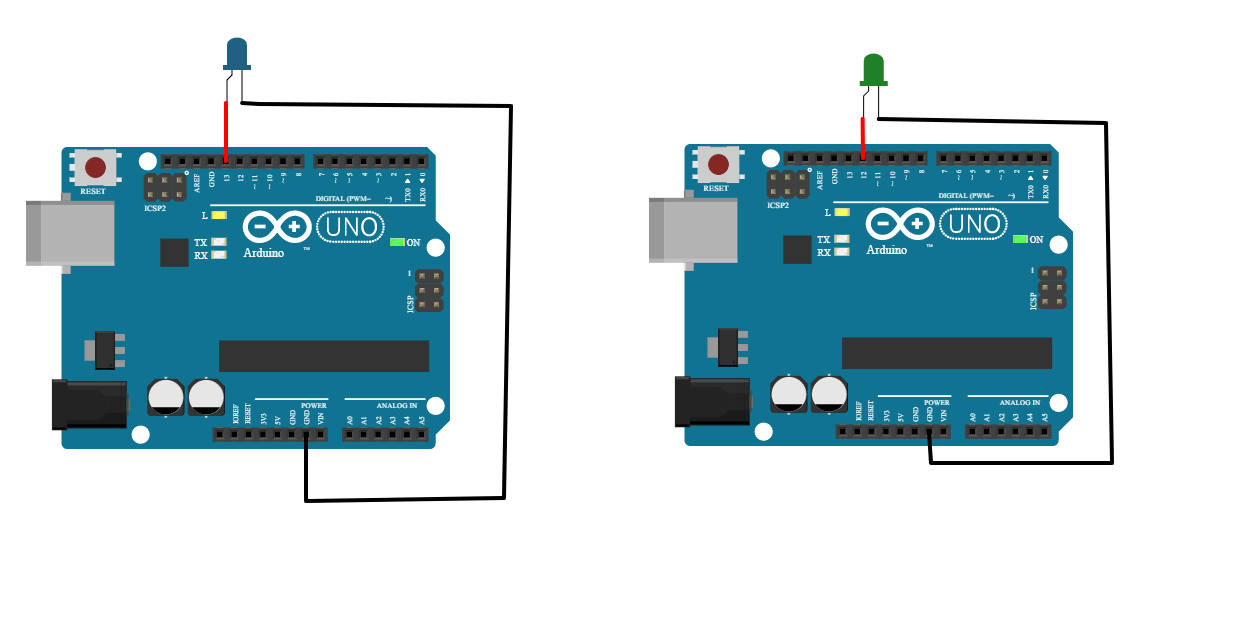 RESET
ICSP2
AREF
GND
13
12
~ 11
~ 10
~ 9
8
7
~ 6
~ 5
4
~ 3
2
TX0 ▶ 1
RX0 ◀ 0
DIGITAL (PWM~ )
L
TX
RX
UNO
Arduino
™
ON
1
ICSP
IOREF
RESET
3V3
5V
GND
GND
VIN
POWER
ANALOG IN
A0
A1
A2
A3
A4
A5
RESET
ICSP2
AREF
GND
13
12
~ 11
~ 10
~ 9
8
7
~ 6
~ 5
4
~ 3
2
TX0 ▶ 1
RX0 ◀ 0
DIGITAL (PWM~ )
L
TX
RX
UNO
Arduino
™
ON
1
ICSP
IOREF
RESET
3V3
5V
GND
GND
VIN
POWER
ANALOG IN
A0
A1
A2
A3
A4
A5